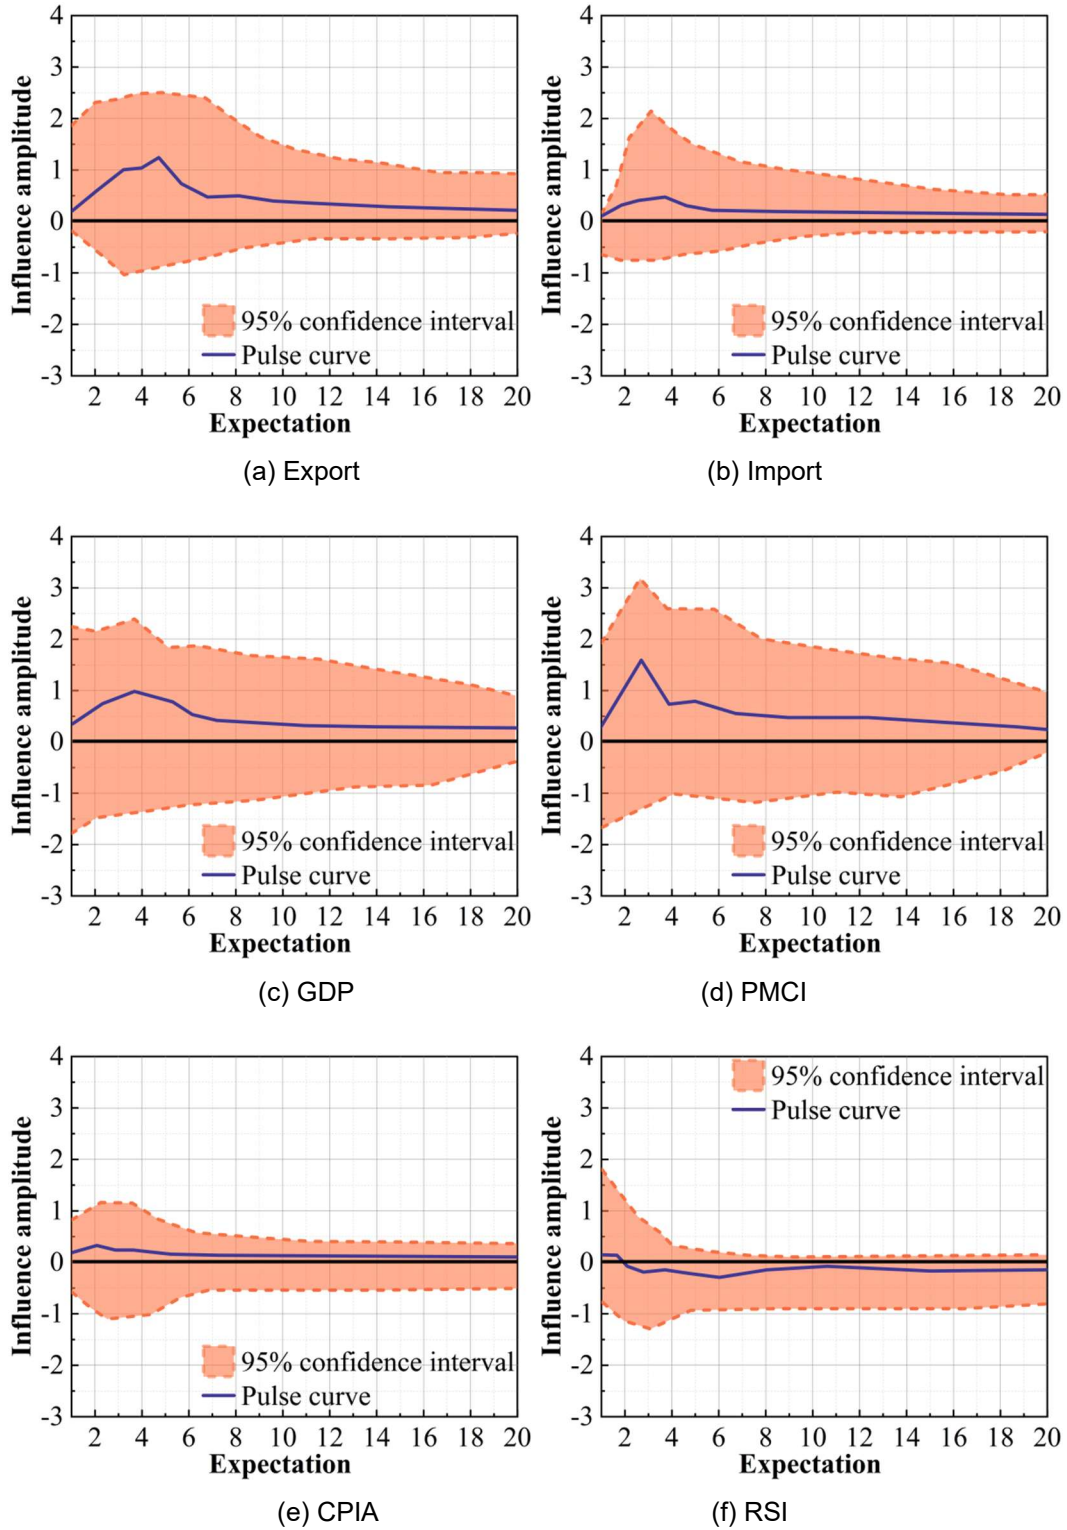 4
3
2
1
0
-1
-2
-3
Influence amplitude
95% confidence interval
Pulse curve
2 4 6 8 10 12 14 16 18 20
Expectation
(a) Export
4
3
2
1
0
-1
-2
-3
Influence amplitude
95% confidence interval
Pulse curve
2 4 6 8 10 12 14 16 18 20
Expectation
(b) Import
4
3
2
1
0
-1
-2
-3
Influence amplitude
95% confidence interval
Pulse curve
2 4 6 8 10 12 14 16 18 20
Expectation
(c) GDP
4
3
2
1
0
-1
-2
-3
Influence amplitude
95% confidence interval
Pulse curve
2 4 6 8 10 12 14 16 18 20
Expectation
(d) PMCI
4
3
2
1
0
-1
-2
-3
Influence amplitude
95% confidence interval
Pulse curve
2 4 6 8 10 12 14 16 18 20
Expectation
(e) CPIA
4
3
2
1
0
-1
-2
-3
Influence amplitude
95% confidence interval
Pulse curve
2 4 6 8 10 12 14 16 18 20
Expectation
(f) RSI